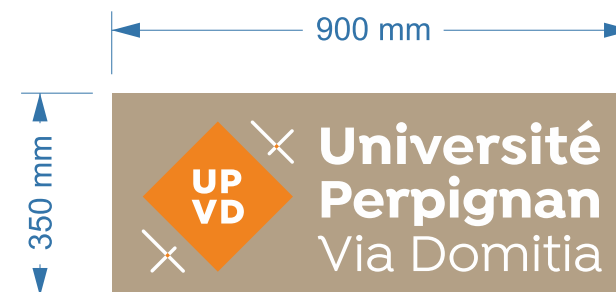 900 mm
350 mm
UP
VD
Université
Perpignan
Via Domitia